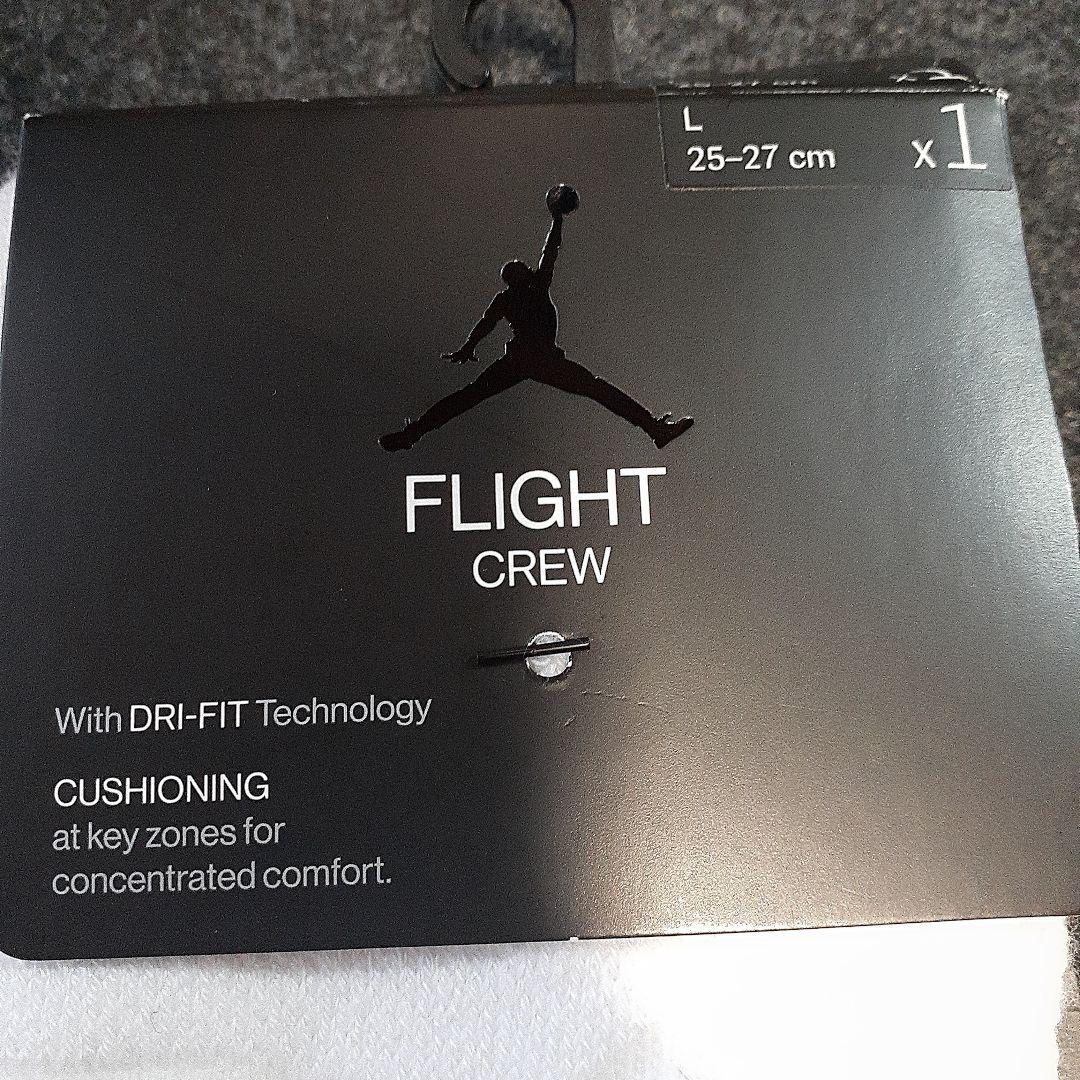 L
25–27 cm x1
FLIGHT
CREW
With DRI-FIT Technology
CUSHIONING
at key zones for
concentrated comfort.